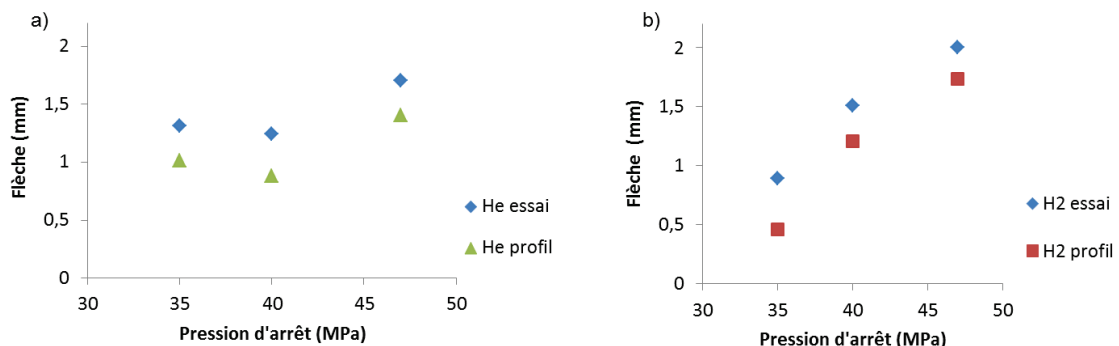 a)
2
1,5
1
0,5
0
Flèche (mm)
30 35 40 45 50
Pression d'arrêt (MPa)
He essai
He profil
b)
2
1,5
1
0,5
0
Flèche (mm)
30 35 40 45 50
Pression d'arrêt (MPa)
H2 essai
H2 profil